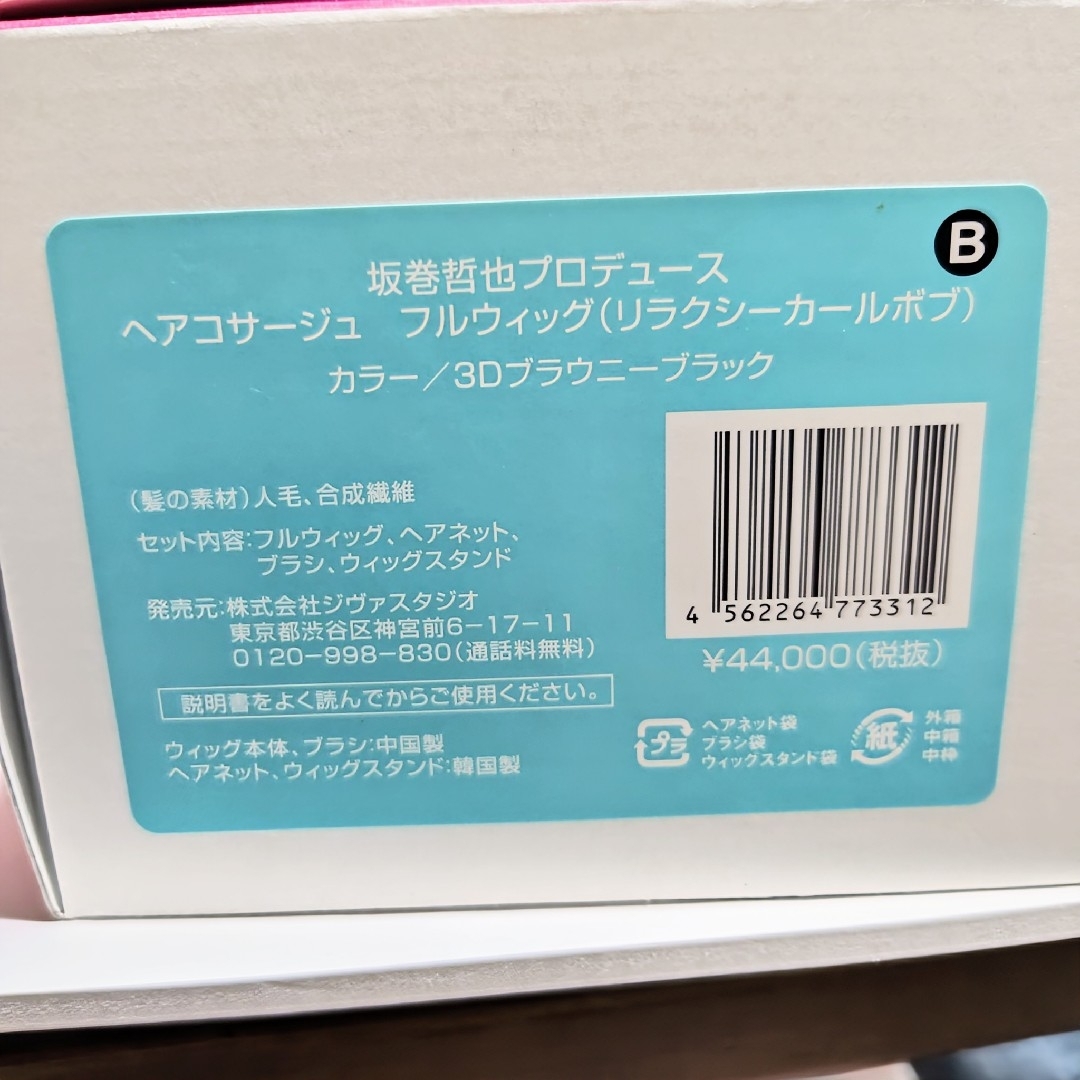 B
坂巻哲也プロデュース
ヘアコサージュ　フルウィッグ(リラクシーカールボブ)
カラー/3Dブラウニーブラック
(髪の素材)人毛、合成繊維
セット内容:フルウィッグ、ヘアネット、
ブラシ、ウィッグスタンド
発売元:株式会社ジヴァスタジオ
東京都渋谷区神宮前6-17-11
0120-998-830(通話料無料)
説明書をよく読んでからご使用ください。
ウィッグ本体、ブラシ:中国製
ヘアネット、ウィッグスタンド:韓国製
4 562264 773312
¥44,000(税抜)
プラ
ヘアネット袋
ブラシ袋
ウィッグスタンド袋
紙
外箱
中箱
中枠